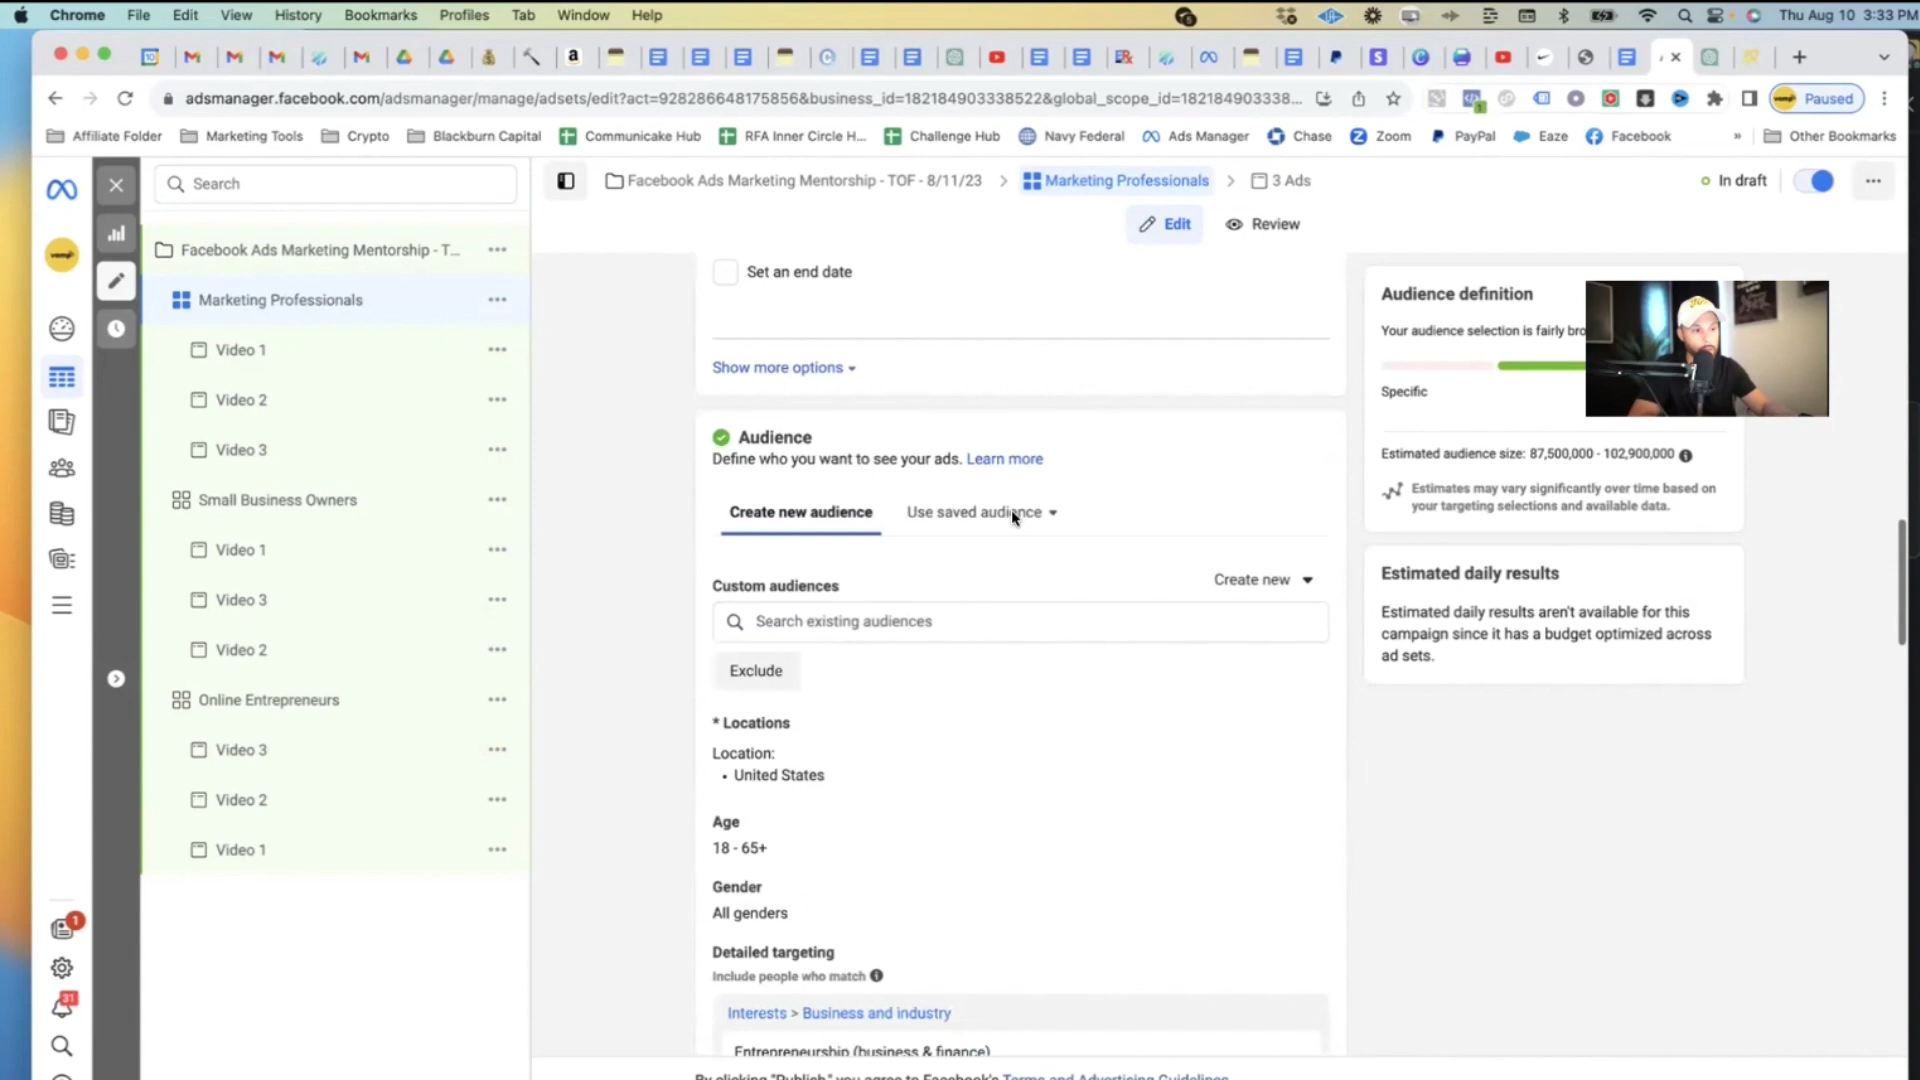 Chrome File Edit View History Bookmarks Profiles Tab Window Help
Thu Aug 10 3:33 PM
adsmanager.facebook.com/adsmanager/manage/adsets/edit?act=928286648175856&business_id=182184903338522&global_scope_id=182184903338...
Paused
Affiliate Folder Marketing Tools Crypto Blackburn Capital Communicake Hub RFA Inner Circle H... Challenge Hub Navy Federal Ads Manager Chase Zoom PayPal Eaze Facebook » Other Bookmarks
Search
Facebook Ads Marketing Mentorship - TOF - 8/11/23 > Marketing Professionals > 3 Ads
In draft
Edit Review
Facebook Ads Marketing Mentorship - T...
Marketing Professionals
Video 1
Video 2
Video 3
Small Business Owners
Video 1
Video 3
Video 2
Online Entrepreneurs
Video 3
Video 2
Video 1
1
31
Set an end date
Show more options
Audience
Define who you want to see your ads. Learn more
Create new audience Use saved audience
Custom audiences
Create new
Search existing audiences
Exclude
* Locations
Location:
• United States
Age
18 - 65+
Gender
All genders
Detailed targeting
Include people who match
Interests > Business and industry
Entrepreneurship (business & finance)
By clicking "Publish," you agree to Facebook's Terms and Advertising Guidelines
Audience definition
Your audience selection is fairly bro
Specific
Estimated audience size: 87,500,000 - 102,900,000
Estimates may vary significantly over time based on
your targeting selections and available data.
Estimated daily results
Estimated daily results aren't available for this
campaign since it has a budget optimized across
ad sets.